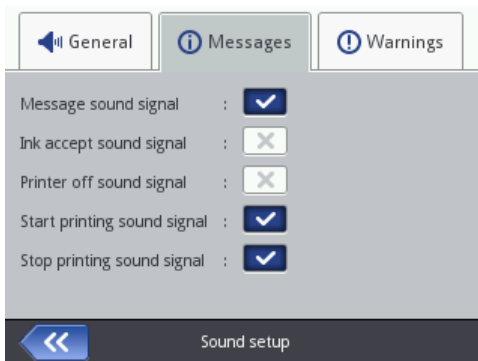 General Messages Warnings
Message sound signal :
Ink accept sound signal :
Printer off sound signal :
Start printing sound signal :
Stop printing sound signal :
Sound setup